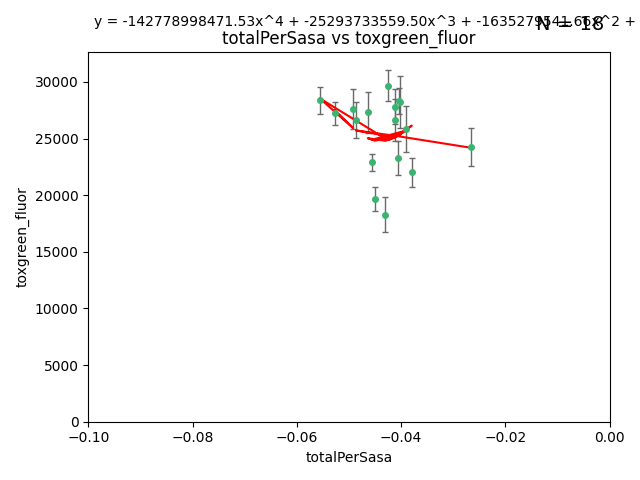 y = -142778998471.53x^4 + -25293733559.50x^3 + -1635279541.66x^2 +
N = 18
totalPerSasa vs toxgreen_fluor
toxgreen_fluor
30000
25000
20000
15000
10000
5000
0
−0.10
−0.08
−0.06
−0.04
−0.02
0.00
totalPerSasa